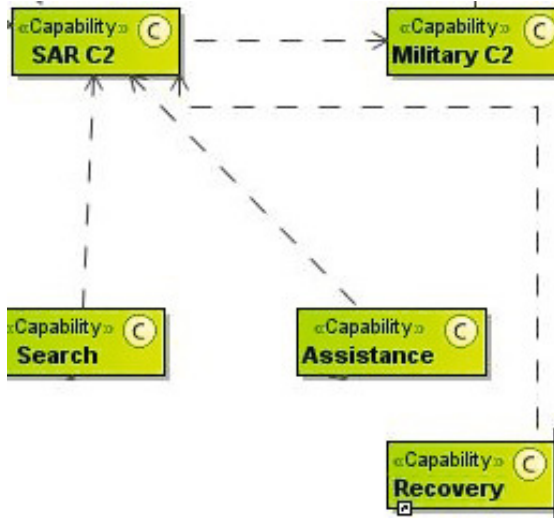 «Capability» C
SAR C2
«Capability» C
Military C2
«Capability» C
Search
«Capability» C
Assistance
«Capability» C
Recovery